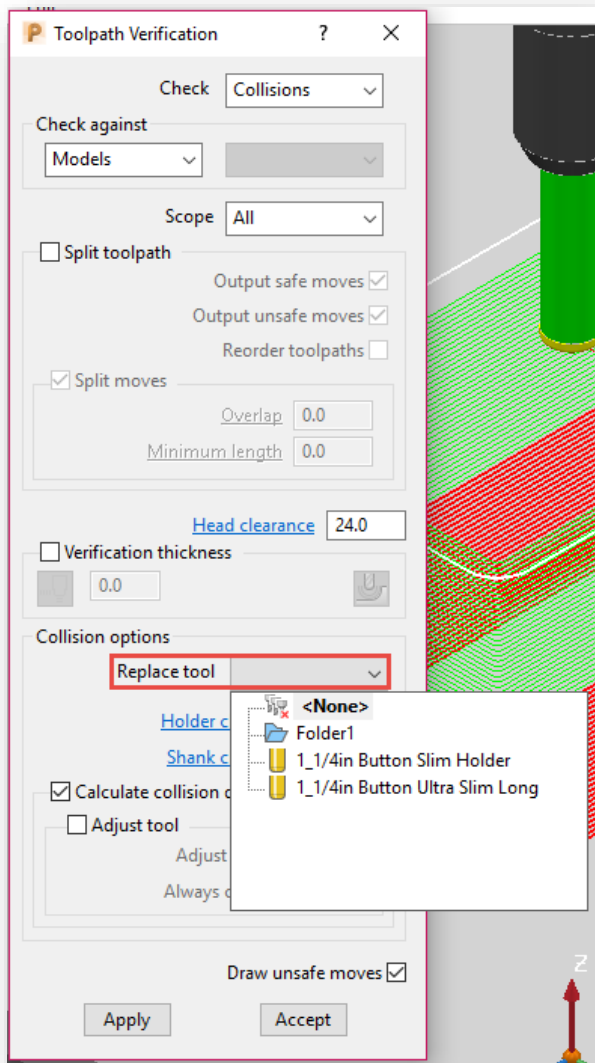 Toolpath Verification ?
Check Collisions
Check against
Models
Scope All
Split toolpath
Output safe moves
Output unsafe moves
Reorder toolpaths
Split moves
Overlap 0.0
Minimum length 0.0
Head clearance 24.0
Verification thickness
0.0
Collision options
Replace tool
<None>
Folder1
Holder c
1_1/4in Button Slim Holder
Shank c
1_1/4in Button Ultra Slim Long
Calculate collision
Adjust tool
Adjust
Always
Draw unsafe moves
Apply Accept
Z